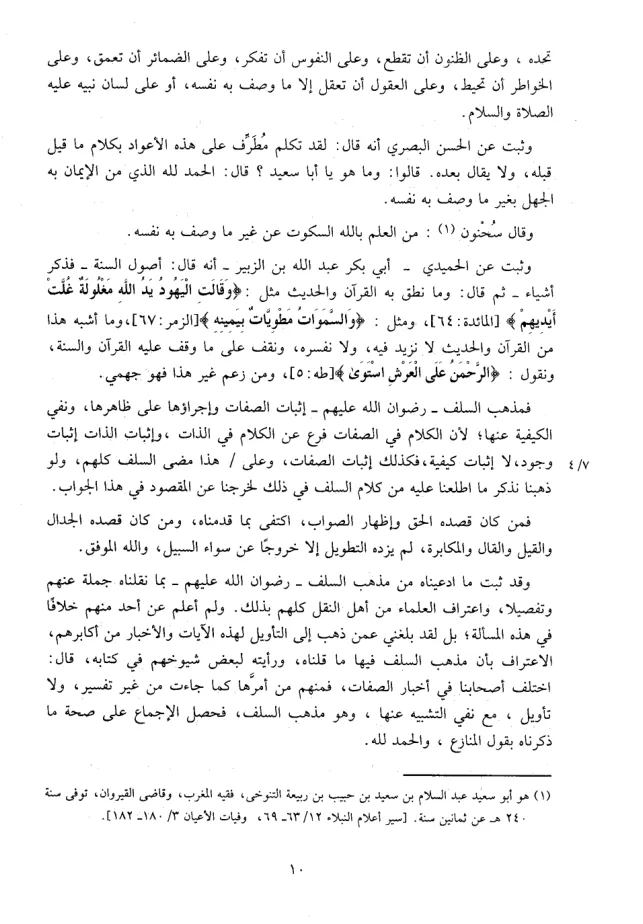 تحده ، وعلى الظنون أن تقطع، وعلى النفوس أن تفكر، وعلى الضمائر أن تعمق، وعلى
الخواطر أن تحيط، وعلى العقول أن تعقل إلا ما وصف به نفسه، أو على لسان نبيه عليه
الصلاة والسلام.
وثبت عن الحسن البصري أنه قال: لقد تكلم مُطَرِّف على هذه الأعواد بكلام ما قيل
قبله، ولا يقال بعده. قالوا: وما هو يا أبا سعيد ؟ قال: الحمد لله الذي من الإيمان به
الجهل بغير ما وصف به نفسه.
وقال سُحْنون (١) : من العلم بالله السكوت عن غير ما وصف به نفسه.
وثبت عن الحميدي ـ أبي بكر عبد الله بن الزبير ـ أنه قال: أصول السنة ـ فذكر
أشياء ـ ثم قال: وما نطق به القرآن والحديث مثل : ﴿وَقَالَتِ الْيَهُودُ يَدُ اللَّهِ مَغْلُولَةٌ غُلَّتْ
أَيْدِيهِمْ﴾ [المائدة:٦٤]، ومثل : ﴿وَالسَّمَوَاتُ مَطْوِيَّاتٌ بِيَمِينِهِ﴾[الزمر:٦٧]،وما أشبه هذا
من القرآن والحديث لا نزيد فيه، ولا نفسره، ونقف على ما وقف عليه القرآن والسنة،
ونقول : ﴿الرَّحْمَنُ عَلَى الْعَرْشِ اسْتَوَىٰ﴾[طه:٥]، ومن زعم غير هذا فهو جهمي.
فمذهب السلف ـ رضوان الله عليهم ـ إثبات الصفات وإجراؤها على ظاهرها، ونفي
الكيفية عنها؛ لأن الكلام في الصفات فرع عن الكلام في الذات ،وإثبات الذات إثبات
وجود،لا إثبات كيفية،فكذلك إثبات الصفات، وعلى / هذا مضى السلف كلهم، ولو
٤/٧
ذهبنا نذكر ما اطلعنا عليه من كلام السلف في ذلك لخرجنا عن المقصود في هذا الجواب.
فمن كان قصده الحق وإظهار الصواب، اكتفى بما قدمناه، ومن كان قصده الجدال
والقيل والقال والمكابرة، لم يزده التطويل إلا خروجًا عن سواء السبيل، والله الموفق.
وقد ثبت ما ادعيناه من مذهب السلف ـ رضوان الله عليهم ـ بما نقلناه جملة عنهم
وتفصيلا، واعتراف العلماء من أهل النقل كلهم بذلك. ولم أعلم عن أحد منهم خلافًا
في هذه المسألة؛ بل لقد بلغني عمن ذهب إلى التأويل لهذه الآيات والأخبار من أكابرهم،
الاعتراف بأن مذهب السلف فيها ما قلناه، ورأيته لبعض شيوخهم في كتابه، قال:
اختلف أصحابنا في أخبار الصفات، فمنهم من أمرَّها كما جاءت من غير تفسير، ولا
تأويل ، مع نفي التشبيه عنها ، وهو مذهب السلف، فحصل الإجماع على صحة ما
ذكرناه بقول المنازع ، والحمد لله.
(١) هو أبو سعيد عبد السلام بن سعيد بن حبيب بن ربيعة التنوخى، فقيه المغرب، وقاضى القيروان، توفى سنة
٢٤٠ هـ عن ثمانين سنة. [سير أعلام النبلاء ١٢/ ٦٣ـ ٦٩، وفيات الأعيان ٣/ ١٨٠ـ ١٨٢].
١٠